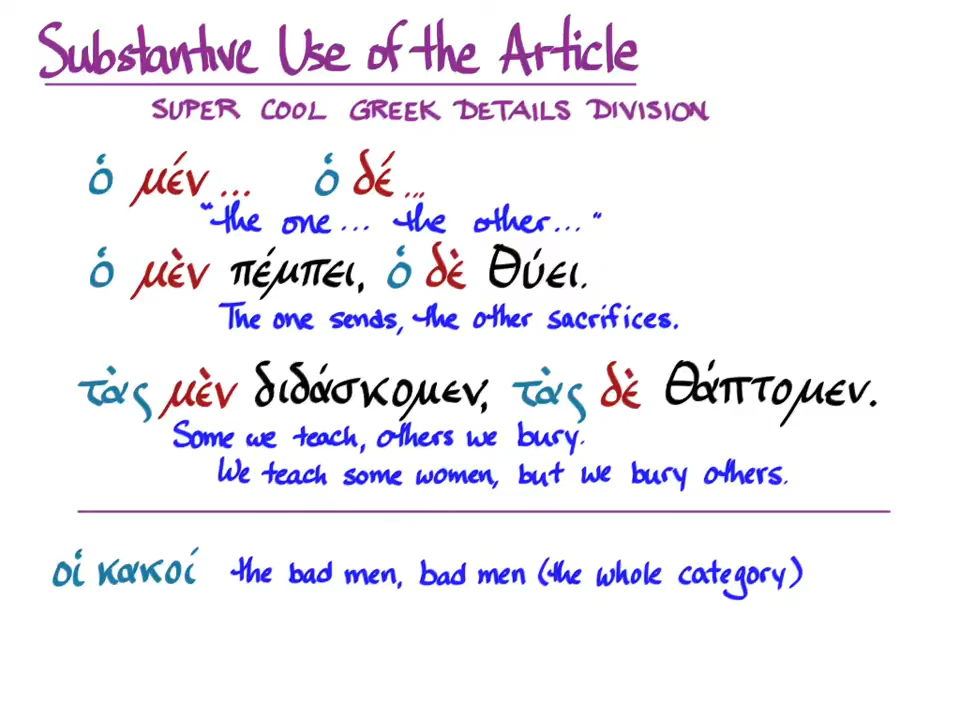 Substantive Use of the Article
SUPER COOL GREEK DETAILS DIVISION
ὁ μέν... ὁ δέ...
"the one... the other..."
ὁ μὲν πέμπει, ὁ δὲ θύει.
The one sends, the other sacrifices.
τὰς μὲν διδάσκομεν, τὰς δὲ θάπτομεν.
Some we teach, others we bury.
We teach some women, but we bury others.
οἱ κακοί the bad men, bad men (the whole category)